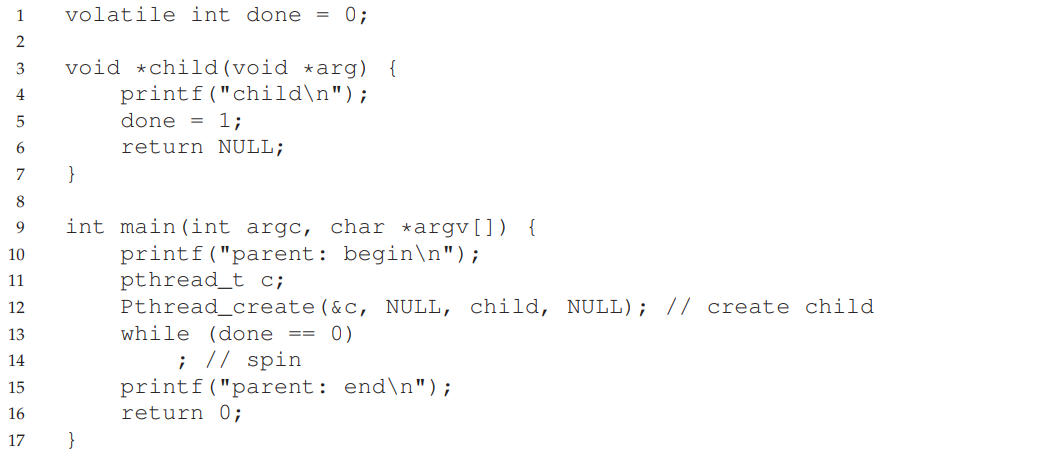 1 volatile int done = 0;
2
3 void *child(void *arg) {
4     printf("child\n");
5     done = 1;
6     return NULL;
7 }
8
9 int main(int argc, char *argv[]) {
10     printf("parent: begin\n");
11     pthread_t c;
12     Pthread_create(&c, NULL, child, NULL); // create child
13     while (done == 0)
14         ; // spin
15     printf("parent: end\n");
16     return 0;
17 }